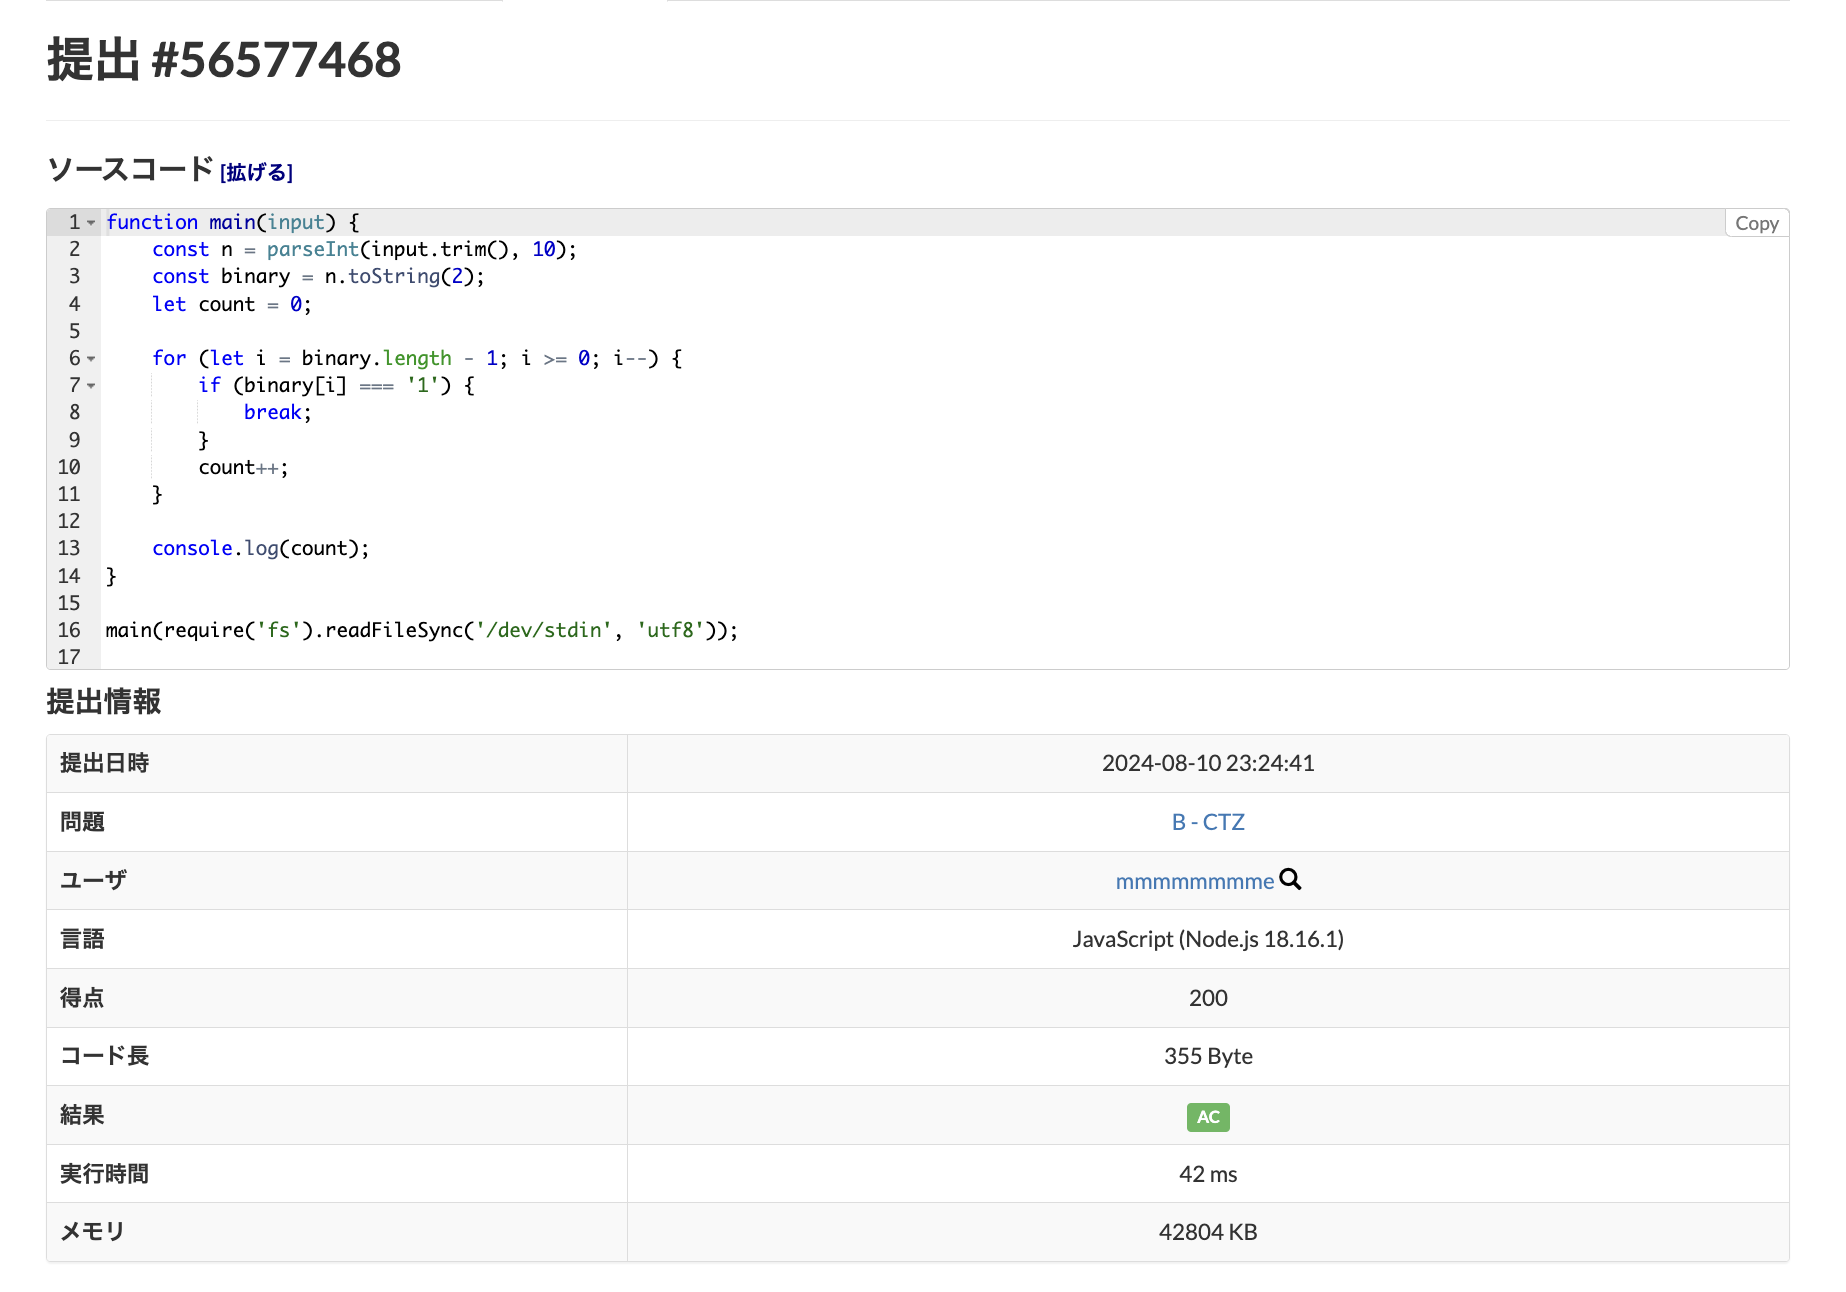 提出 #56577468
ソースコード [拡げる]
Copy
1 function main(input) {
2     const n = parseInt(input.trim(), 10);
3     const binary = n.toString(2);
4     let count = 0;
5
6     for (let i = binary.length - 1; i >= 0; i--) {
7         if (binary[i] === '1') {
8             break;
9         }
10         count++;
11     }
12
13     console.log(count);
14 }
15
16 main(require('fs').readFileSync('/dev/stdin', 'utf8'));
17
提出情報
提出日時 2024-08-10 23:24:41
問題 B - CTZ
ユーザ mmmmmmmme
言語 JavaScript (Node.js 18.16.1)
得点 200
コード長 355 Byte
結果 AC
実行時間 42 ms
メモリ 42804 KB